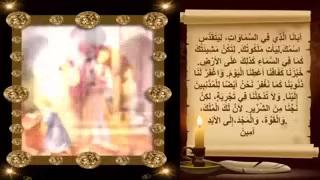 أبانا الذي في السماوات، ليتقدس
اسمك، ليأت ملكوتك، لتكن مشيئتك
كما في السماء كذلك على الأرض.
خبزنا كفافنا أعطنا اليوم، واغفر لنا
ذنوبنا كما نغفر نحن أيضا للمذنبين
إلينا، ولا تدخلنا في تجربة، لكن
نجنا من الشرير. لأن لك الملك،
والقوة، والمجد، إلى الأبد.
آمين